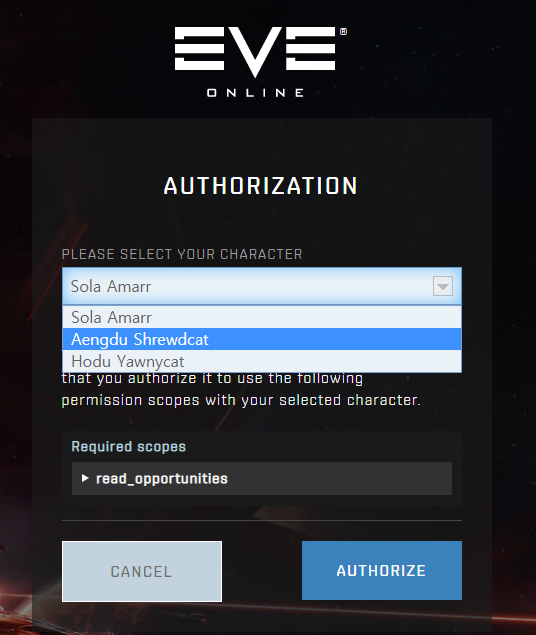 EVE®
ONLINE
AUTHORIZATION
PLEASE SELECT YOUR CHARACTER
Sola Amarr
Sola Amarr
Aengdu Shrewdcat
Hodu Yawnycat
that you authorize it to use the following
permission scopes with your selected character.
Required scopes
read_opportunities
CANCEL
AUTHORIZE